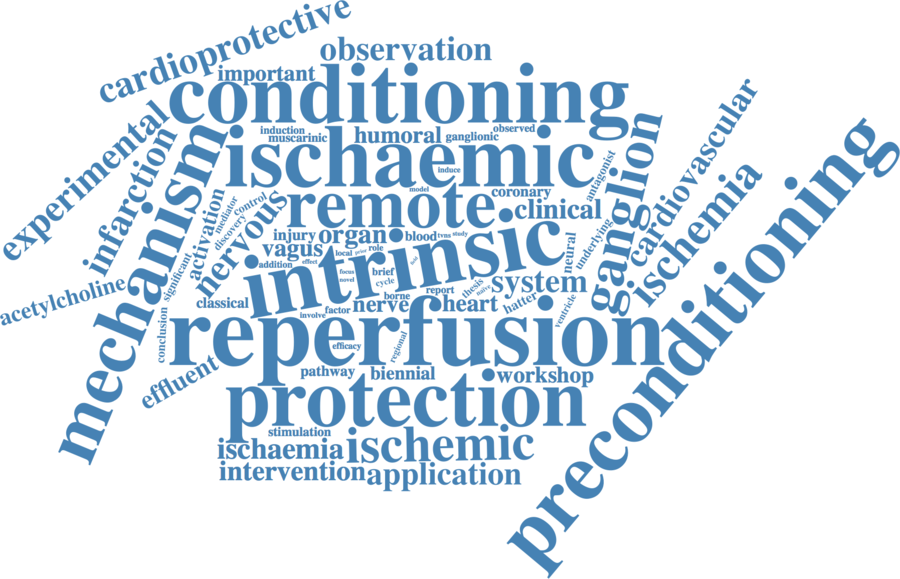 cardioprotective
observation
important
conditioning
experimental
induction
muscarinic
humoral
ganglionic
observed
infarction
mechanism
ischaemic
induce
antagonist
ganglion
cardiovascular
preconditioning
model
remote
coronary
clinical
ischemia
nervous
activation
mediator
control
discovery
injury
organ
blood
tvns
study
vagus
local
role
intrinsic
neural
underlying
addition
effect
focus
novel
brief
cycle
system
acetylcholine
significant
classical
borne
report
thesis
naïve
nerve
heart
hatter
ventricle
involve
factor
conclusion
reperfusion
efficacy
regional
effluent
pathway
biennial
workshop
protection
stimulation
ischaemia
ischemic
intervention
application